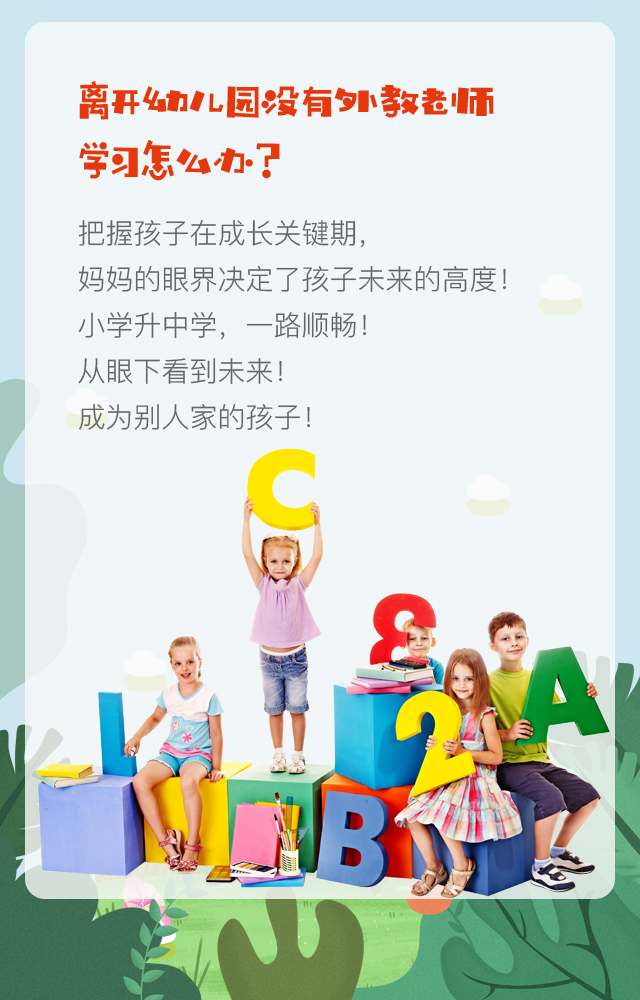 离开幼儿园没有外教老师
学习怎么办？
把握孩子在成长关键期，
妈妈的眼界决定了孩子未来的高度！
小学升中学，一路顺畅！
从眼下看到未来！
成为别人家的孩子！
C
3
L
2
A
B